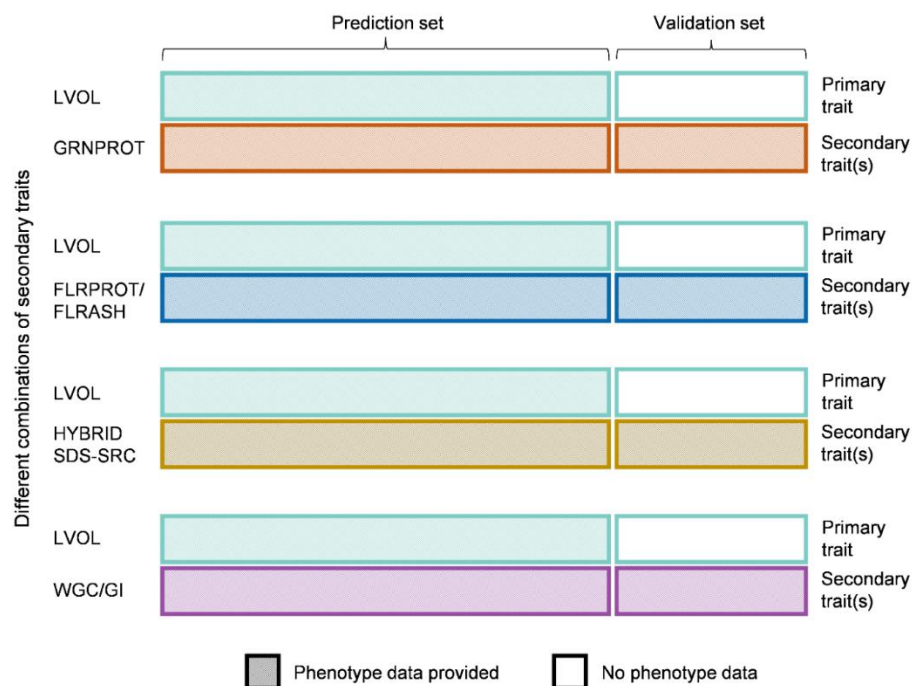 Prediction set
Validation set
Different combinations of secondary traits
LVOL
Primary
trait
GRNPROT
Secondary
trait(s)
LVOL
Primary
trait
FLRPROT/
FLRASH
Secondary
trait(s)
LVOL
Primary
trait
HYBRID
SDS-SRC
Secondary
trait(s)
LVOL
Primary
trait
WGC/GI
Secondary
trait(s)
Phenotype data provided
No phenotype data